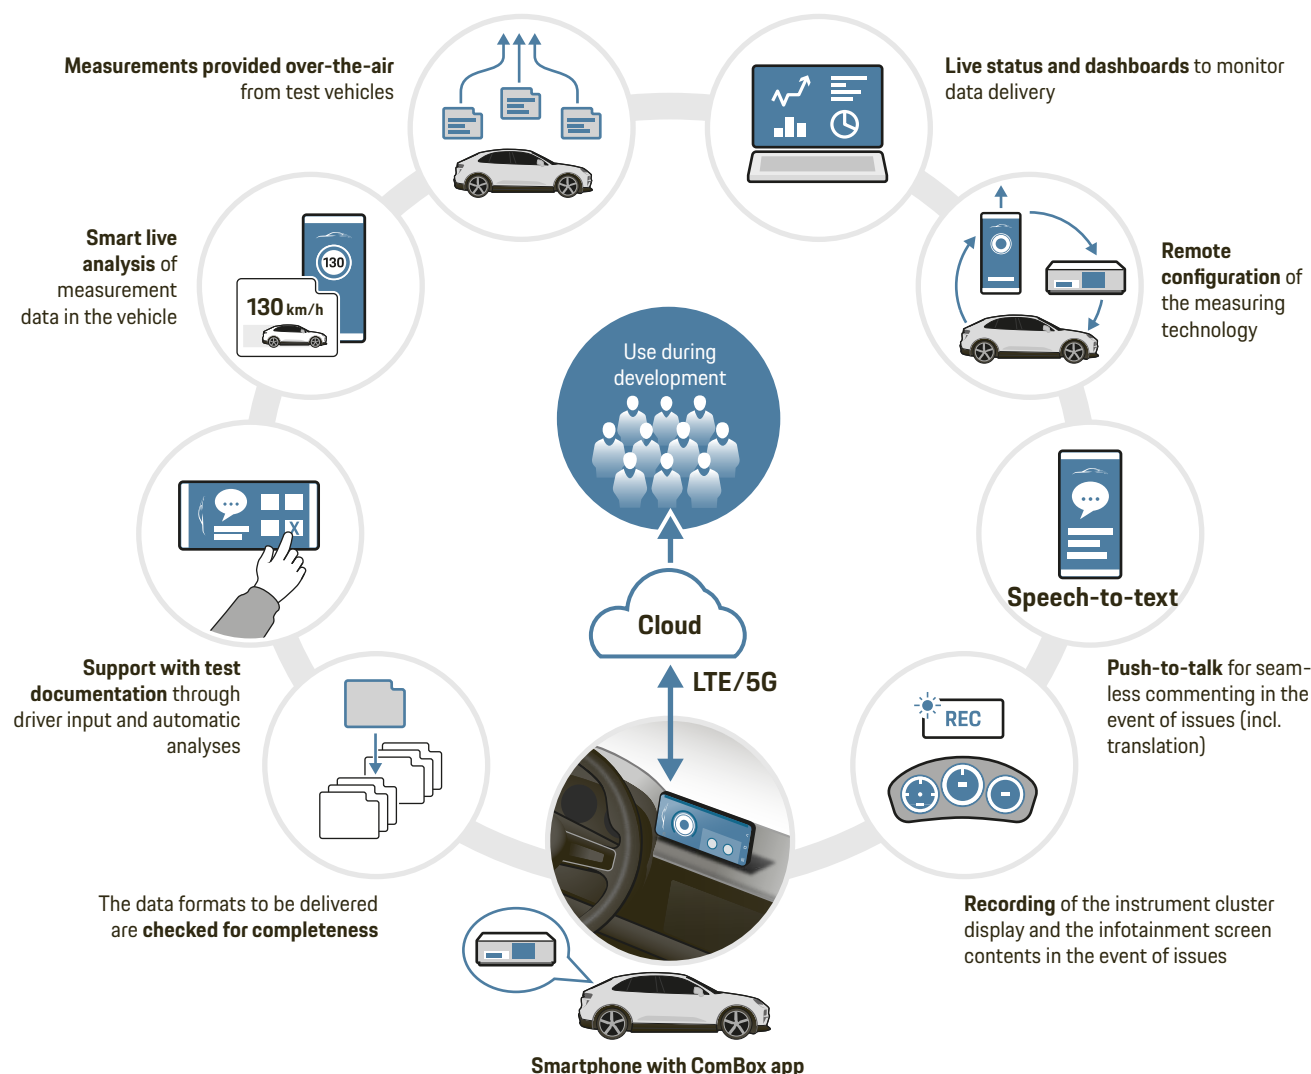 Measurements provided over-the-air
from test vehicles
Live status and dashboards to monitor
data delivery
Smart live
analysis of
measurement
data in the vehicle
130
130 km/h
Remote
configuration of
the measuring
technology
Use during
development
X
Speech-to-text
Cloud
LTE/5G
Support with test
documentation through
driver input and automatic
analyses
Push-to-talk for seam-
less commenting in the
event of issues (incl.
translation)
REC
The data formats to be delivered
are checked for completeness
Recording of the instrument cluster
display and the infotainment screen
contents in the event of issues
Smartphone with ComBox app